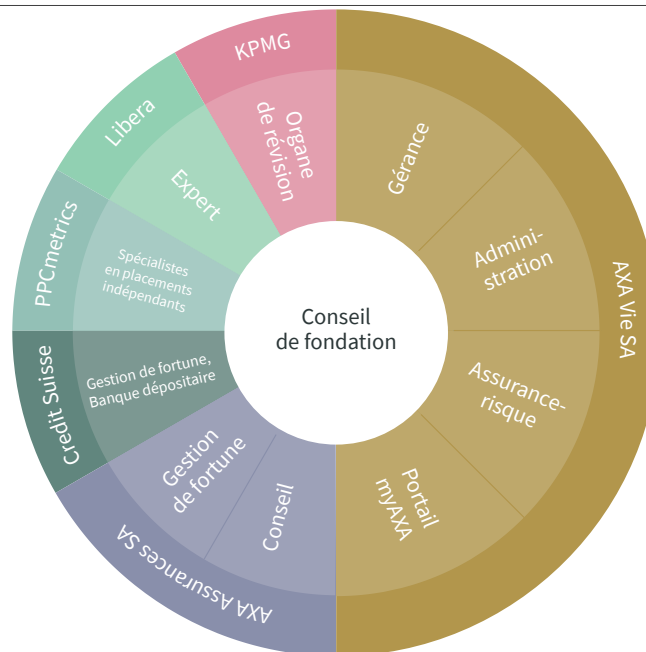 KPMG
Organe
de révision
Gérance
Admini-
stration
AXA Vie SA
Assurance-
risque
Portail
myAXA
Conseil
AXA Assurances SA
Gestion
de fortune
Credit Suisse
Gestion de fortune,
Banque dépositaire
PPCmetrics
Spécialistes
en placements
indépendants
Libera
Expert
Conseil
de fondation